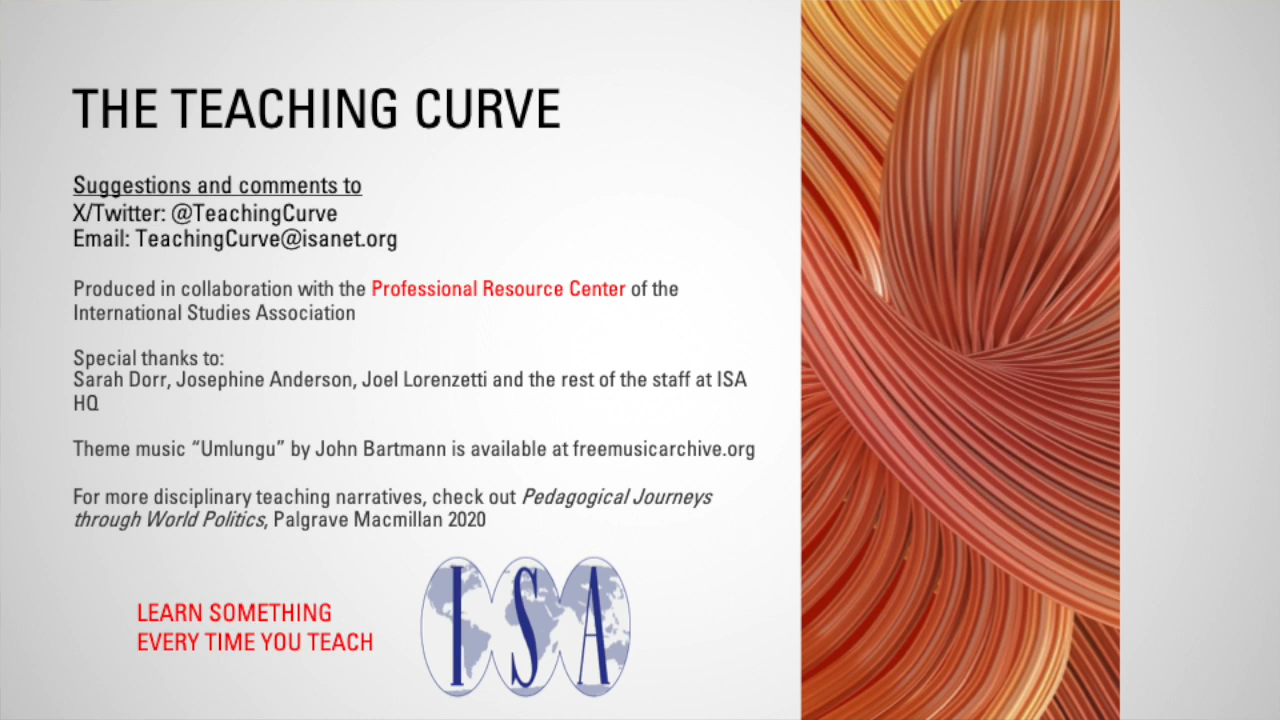 THE TEACHING CURVE
Suggestions and comments to
X/Twitter: @TeachingCurve
Email: TeachingCurve@isanet.org
Produced in collaboration with the Professional Resource Center of the
International Studies Association
Special thanks to:
Sarah Dorr, Josephine Anderson, Joel Lorenzetti and the rest of the staff at ISA
HQ
Theme music “Umlungu” by John Bartmann is available at freemusicarchive.org
For more disciplinary teaching narratives, check out Pedagogical Journeys
through World Politics, Palgrave Macmillan 2020
LEARN SOMETHING
EVERY TIME YOU TEACH
ISA